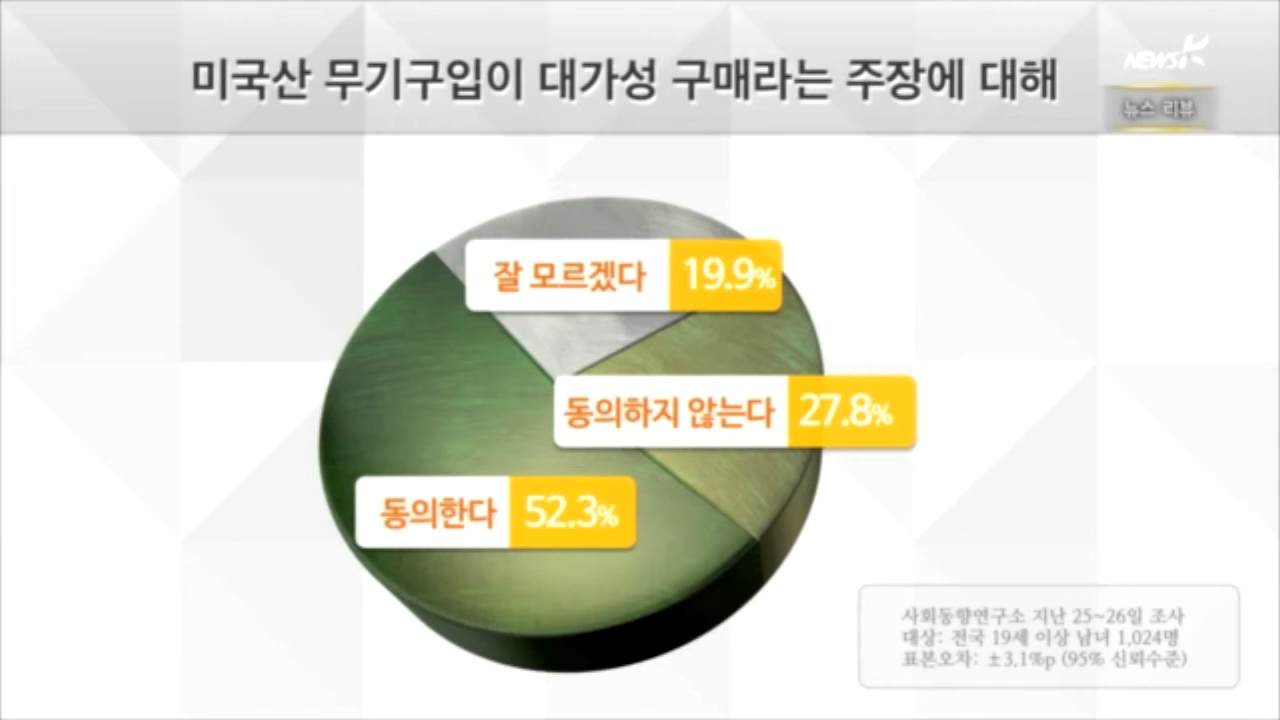 미국산 무기구입이 대가성 구매라는 주장에 대해
NEWSK
뉴스 리뷰
잘 모르겠다 19.9%
동의하지 않는다 27.8%
동의한다 52.3%
사회동향연구소 지난 25~26일 조사
대상: 전국 19세 이상 남녀 1,024명
표본오차: ±3.1%p (95% 신뢰수준)